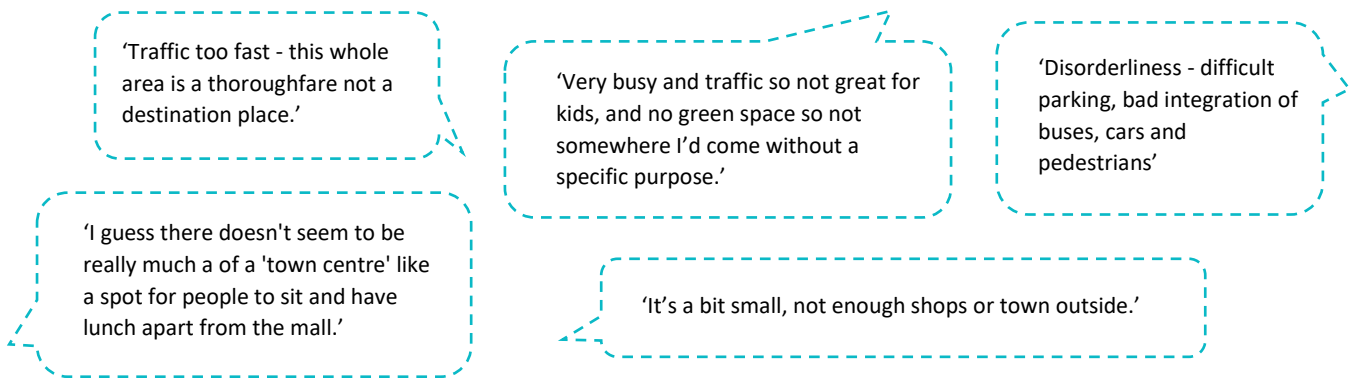 ‘Traffic too fast - this whole
area is a thoroughfare not a
destination place.’
‘Very busy and traffic so not great for
kids, and no green space so not
somewhere I’d come without a
specific purpose.’
‘Disorderliness - difficult
parking, bad integration of
buses, cars and
pedestrians’
‘I guess there doesn't seem to be
really much a of a 'town centre' like
a spot for people to sit and have
lunch apart from the mall.’
‘It’s a bit small, not enough shops or town outside.’